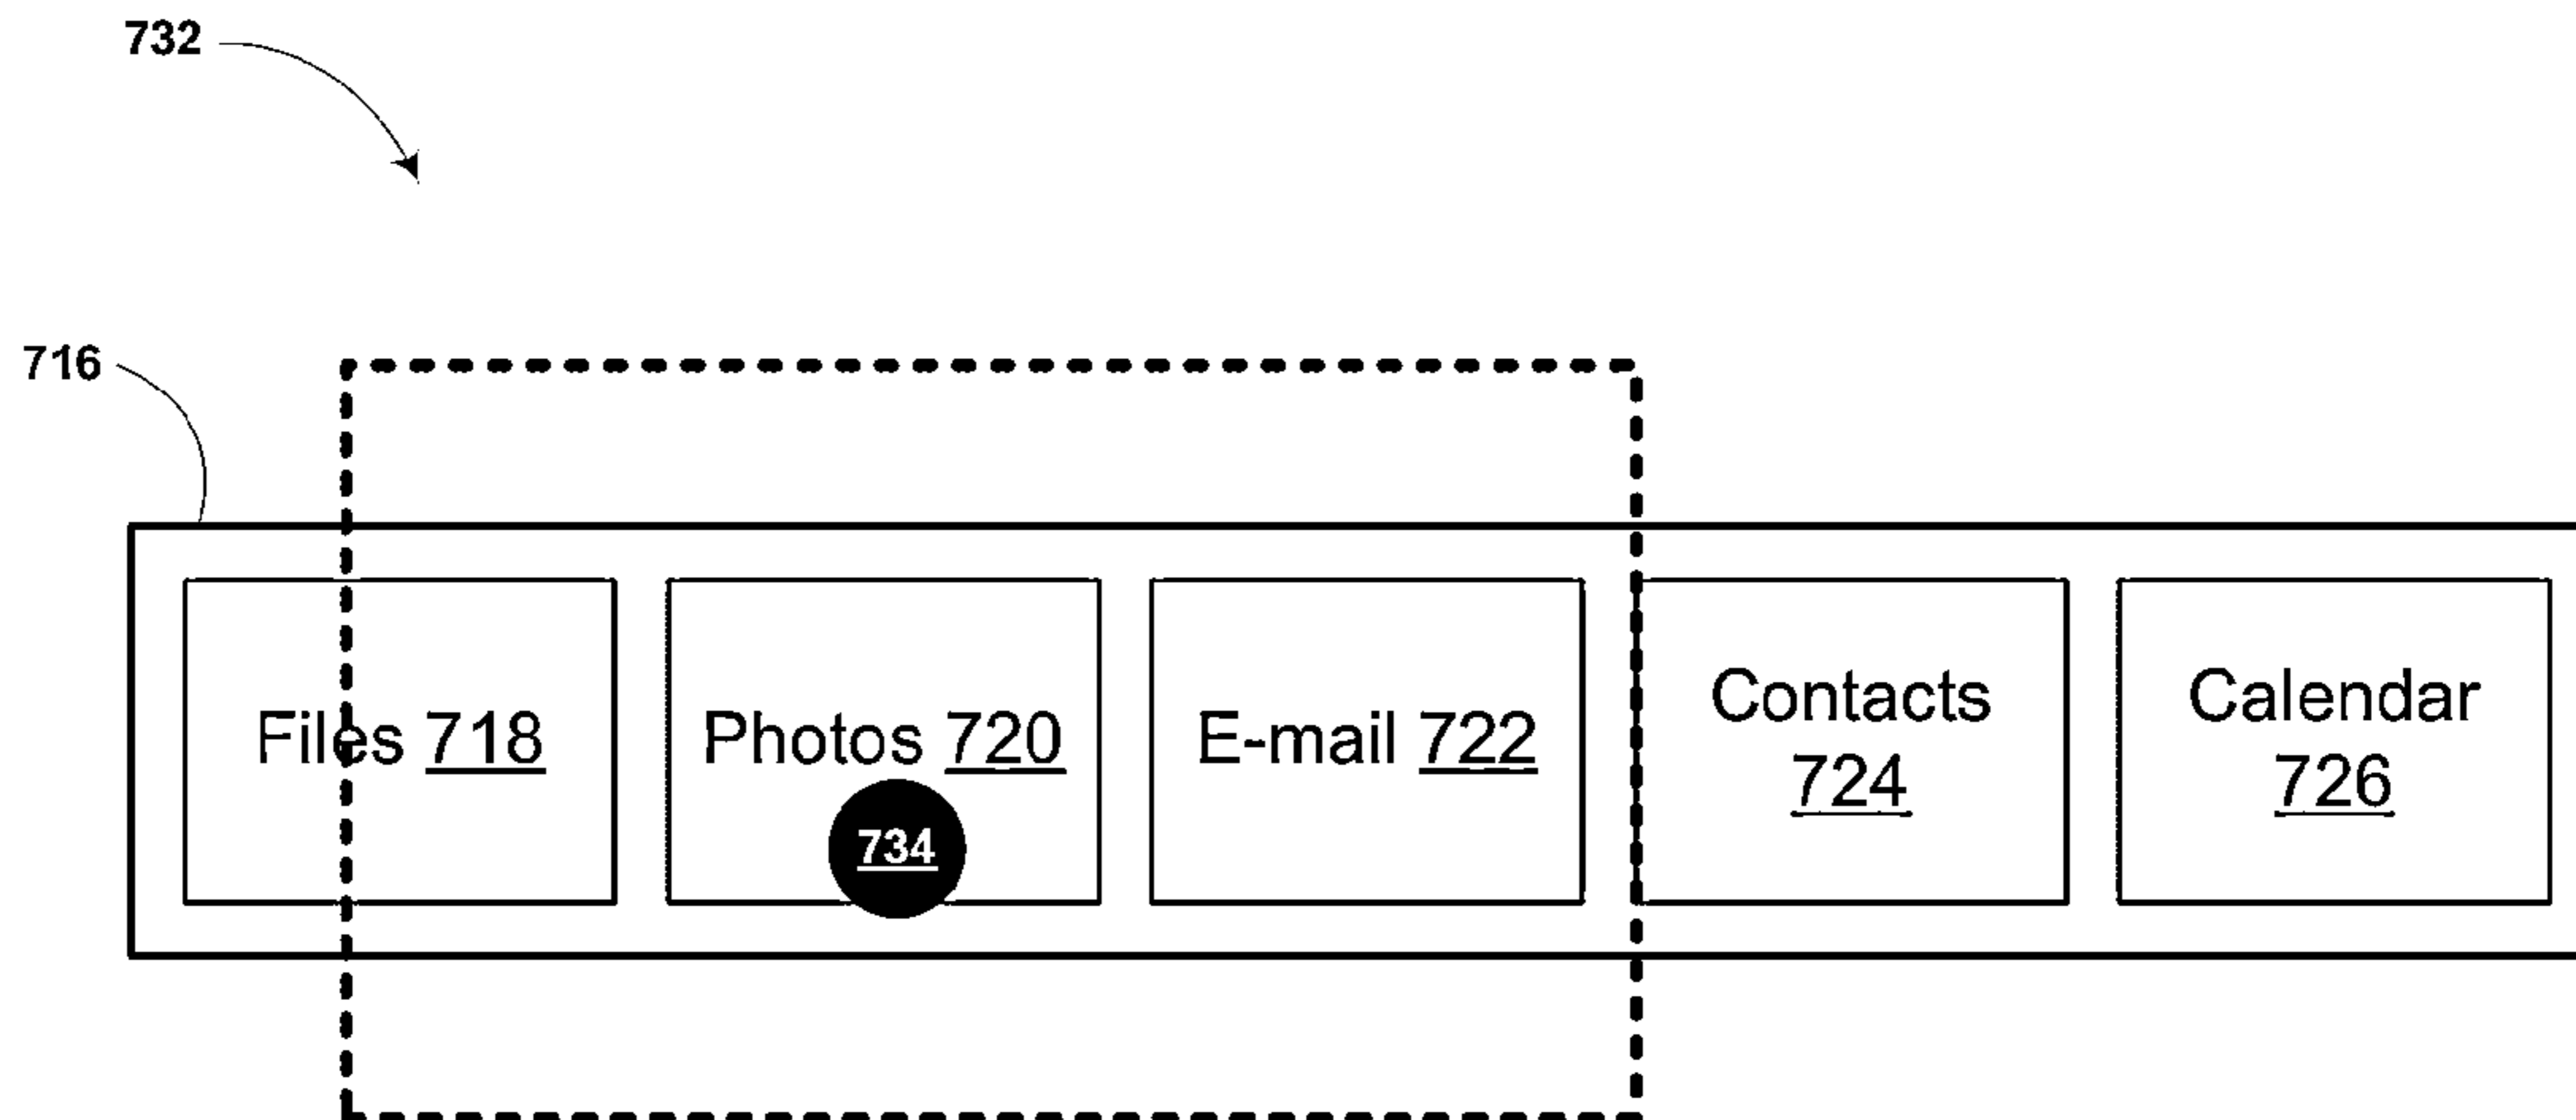 732
716
Files 718
Photos 720
734
E-mail 722
Contacts
724
Calendar
726